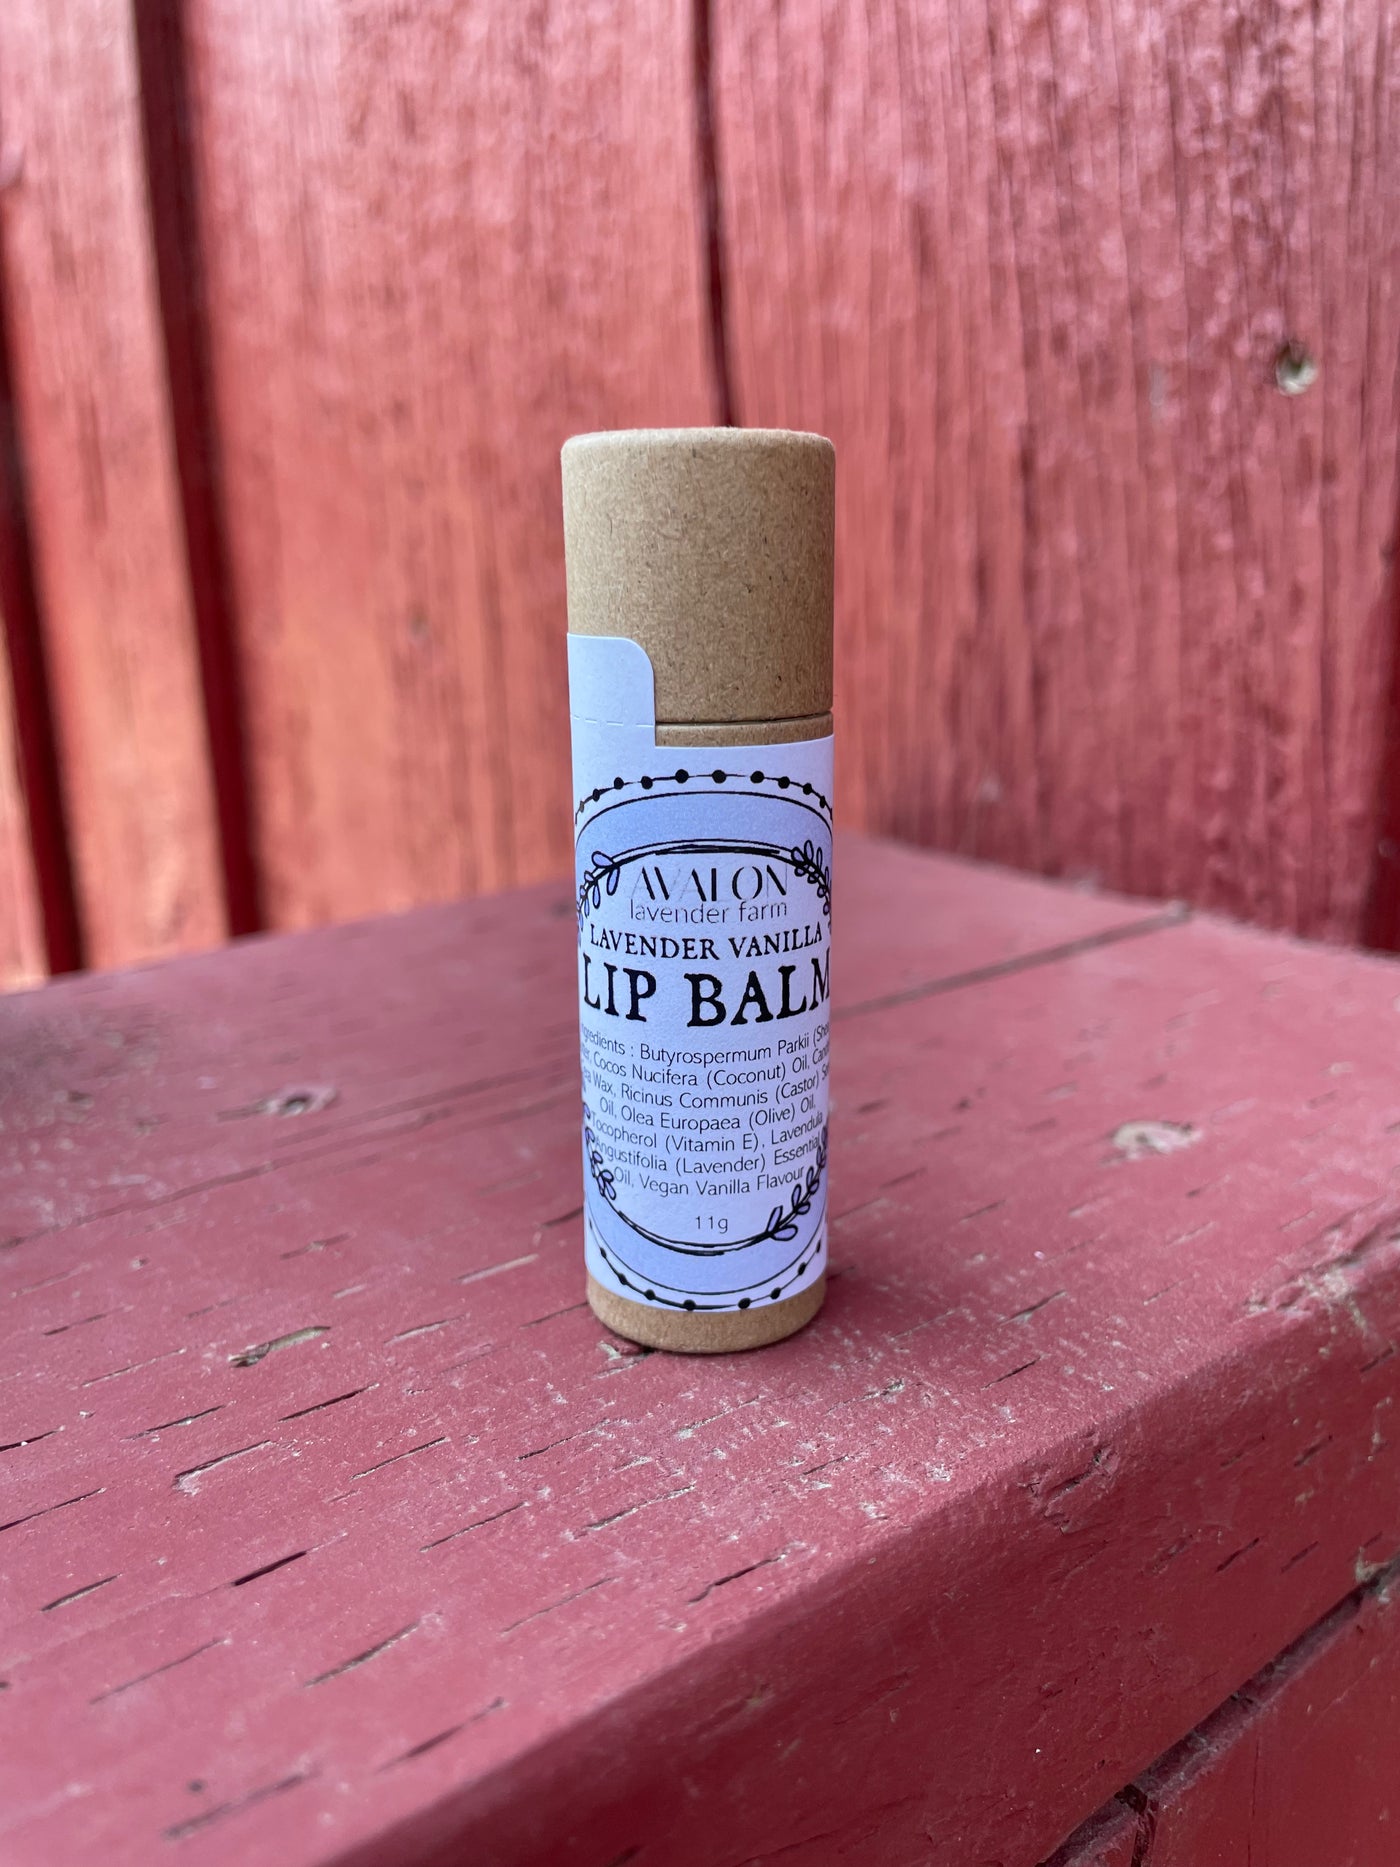 AVALON
lavender farm
LAVENDER VANILLA
LIP BALM
Ingredients : Butyrospermum Parkii
Cocos Nucifera (Coconut) Oil,
Wax, Ricinus Communis (Castor)
Oil, Olea Europaea (Olive) Oil,
Tocopherol (Vitamin E), Lavendula
Angustifolia (Lavender) Essential
Oil, Vegan Vanilla Flavour
11g